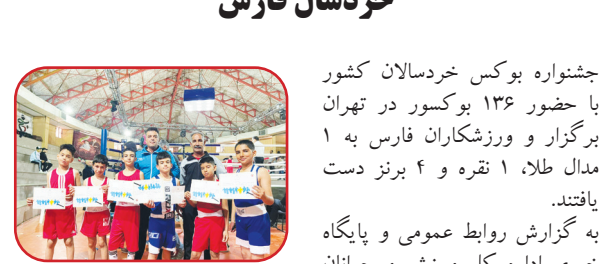 خردسال فارس
جشنواره بوکس خردسالان کشور
با حضور ۱۳۶ بوکسور در تهران
برگزار و ورزشکاران فارس به ۱
مدال طلا، ۱ نقره و ۴ برنز دست
یافتند.
به گزارش روابط عمومی و پایگاه